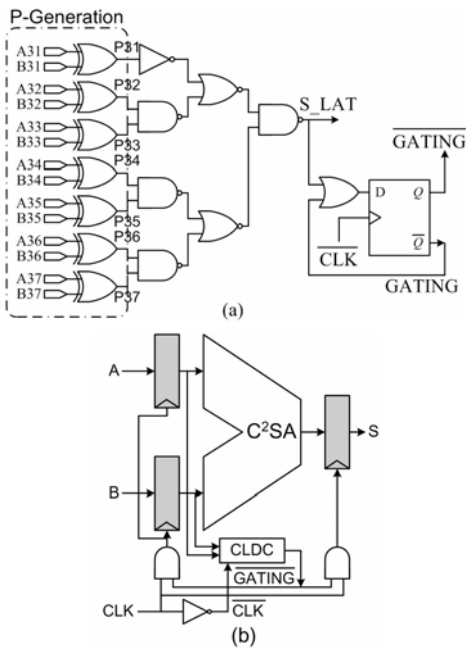 P-Generation
A31
B31
P31
A32
B32
P32
A33
B33
P33
A34
B34
P34
A35
B35
P35
A36
B36
P36
A37
B37
P37
S_LAT
GATING
D
Q
CLK
Q
GATING
(a)
A
B
C²SA
S
CLDC
GATING
CLK
CLK
(b)